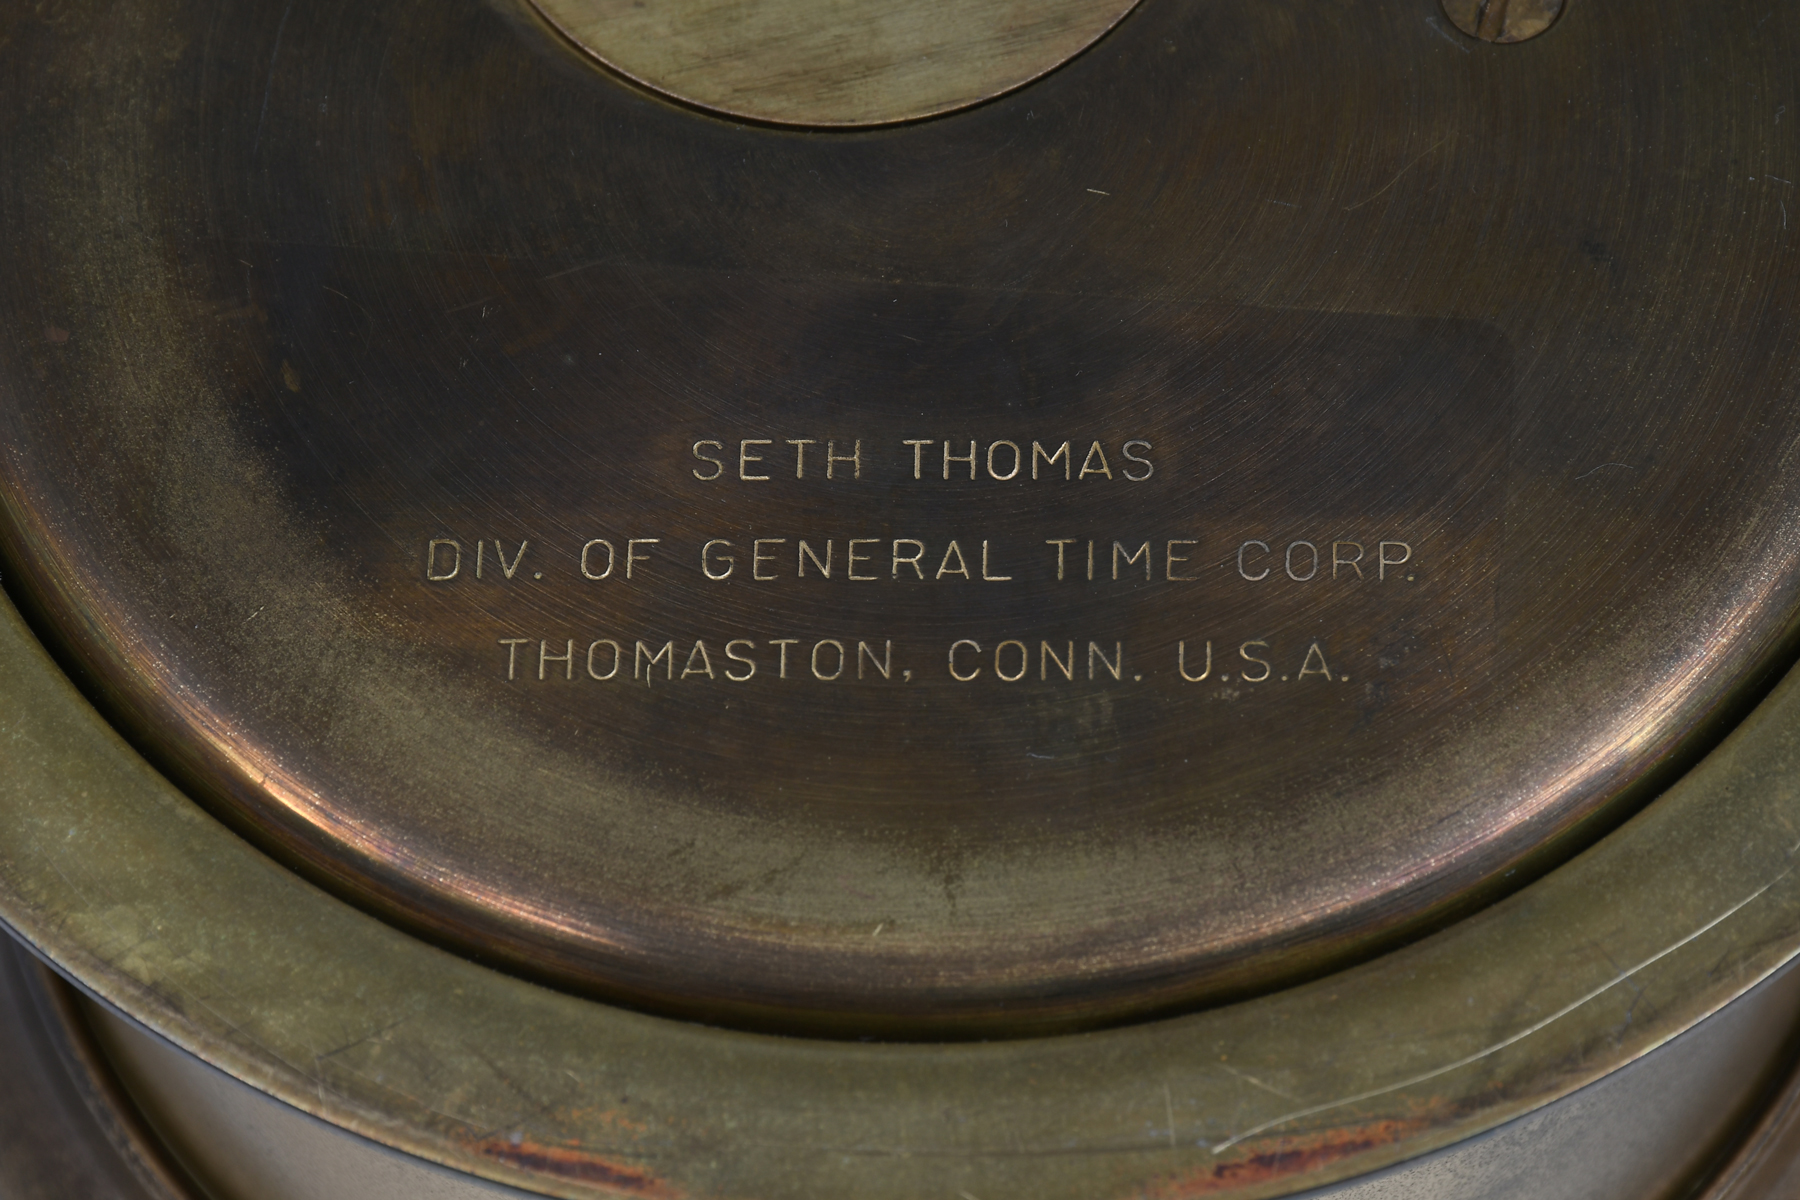 SETH THOMAS
DIV. OF GENERAL TIME CORP.
THOMASTON, CONN. U.S.A.